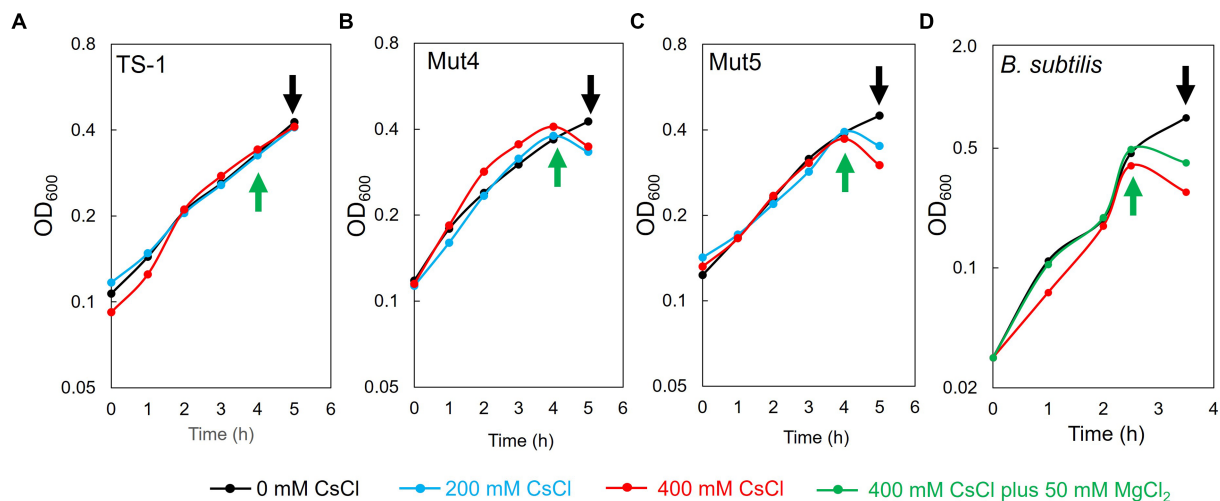 A
TS-1
OD600
0.8
0.4
0.2
0.1
0.05
0 1 2 3 4 5 6
Time (h)
B
Mut4
OD600
0.8
0.4
0.2
0.1
0.05
0 1 2 3 4 5 6
Time (h)
C
Mut5
OD600
0.8
0.4
0.2
0.1
0.05
0 1 2 3 4 5 6
Time (h)
D
B. subtilis
OD600
2.0
0.5
0.1
0.02
0 1 2 3 4
Time (h)
0 mM CsCl 200 mM CsCl 400 mM CsCl 400 mM CsCl plus 50 mM MgCl2